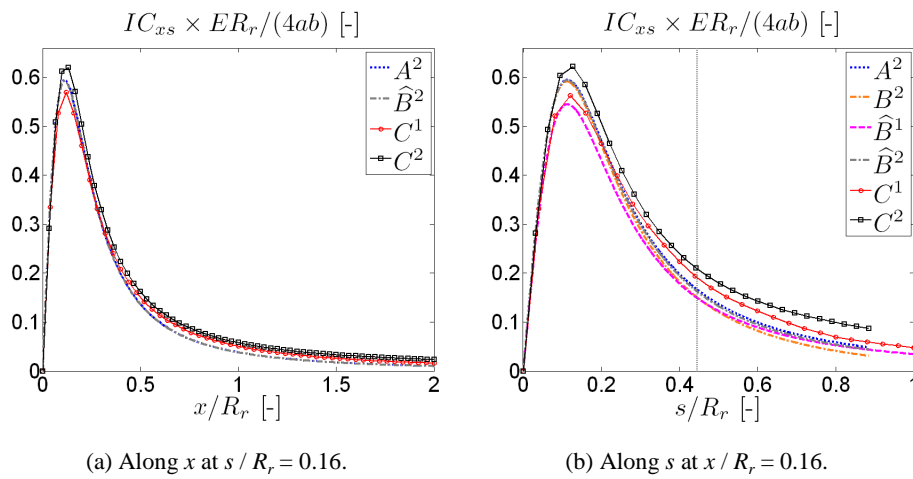 IC_xs × ER_r/(4ab) [-]
0.6
0.5
0.4
0.3
0.2
0.1
0
0
0.5
1
1.5
2
x/R_r [-]
A^2
B̂^2
C^1
C^2
(a) Along x at s / R_r = 0.16.
IC_xs × ER_r/(4ab) [-]
0.6
0.5
0.4
0.3
0.2
0.1
0
0
0.2
0.4
0.6
0.8
1
s/R_r [-]
A^2
B^2
B̂^1
B̂^2
C^1
C^2
(b) Along s at x / R_r = 0.16.